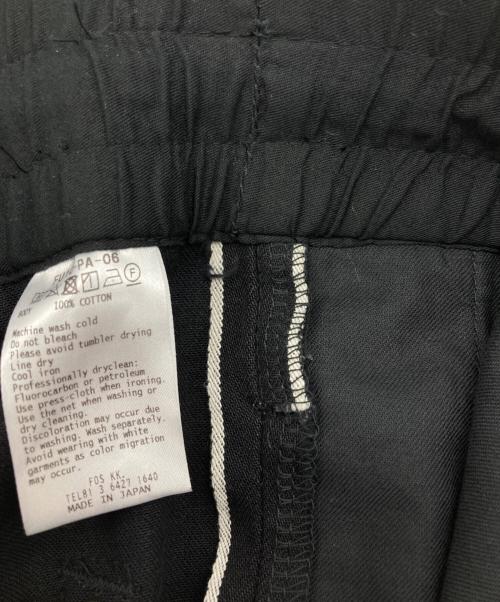 PA-06
100% COTTON
Machine wash cold
Do not bleach
Please avoid tumbler drying
Line dry
Cool iron
Professionally dryclean:
Fluorocarbon or petroleum
Use press-cloth when ironing.
Use the net when washing or
dry cleaning.
Discoloration may occur due
to washing. Wash separately.
Avoid wearing with white
garments as color migration
may occur.
FOS KK.
TEL81 3 6427 1640
MADE IN JAPAN